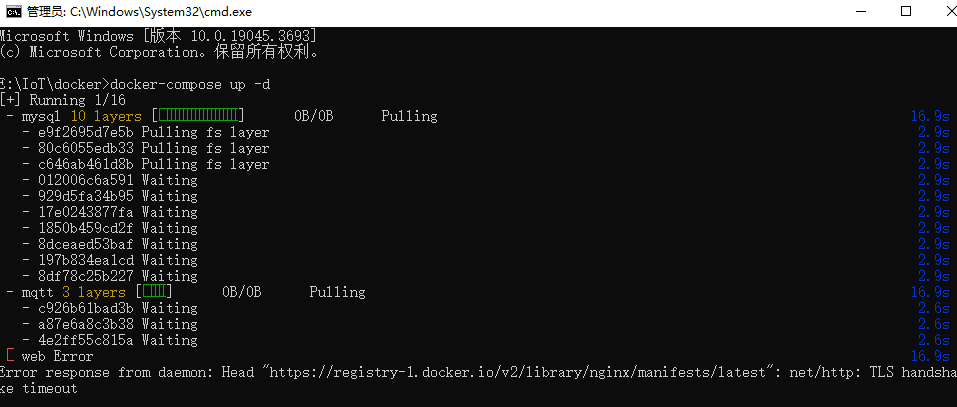 管理员: C:\Windows\System32\cmd.exe
Microsoft Windows [版本 10.0.19045.3693]
(c) Microsoft Corporation。保留所有权利。
E:\IoT\docker>docker-compose up -d
[+] Running 1/16
- mysql 10 layers [] 0B/0B Pulling 16.9s
- e9f2695d7e5b Pulling fs layer 2.9s
- 80c6055edb33 Pulling fs layer 2.9s
- c646ab461d8b Pulling fs layer 2.9s
- 012006c6a591 Waiting 2.9s
- 929d5fa34b95 Waiting 2.9s
- 17e0243877fa Waiting 2.9s
- 1850b459cd2f Waiting 2.9s
- 8dceaed53baf Waiting 2.9s
- 197b834ea1cd Waiting 2.9s
- 8df78c25b227 Waiting 2.9s
- mqtt 3 layers [] 0B/0B Pulling 16.9s
- c926b61bad3b Waiting 2.6s
- a87e6a8c3b38 Waiting 2.6s
- 4e2ff55c815a Waiting 2.6s
web Error 16.9s
Error response from daemon: Head "https://registry-1.docker.io/v2/library/nginx/manifests/latest": net/http: TLS handsha
ke timeout